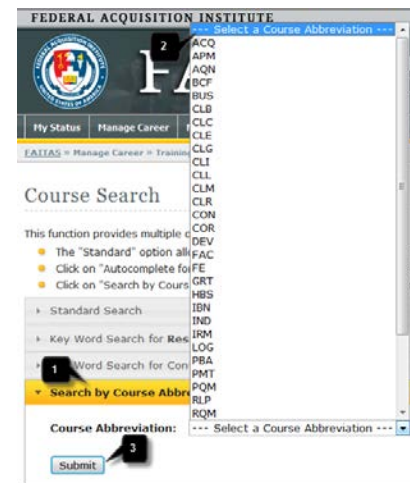 FEDERAL ACQUISITION INSTITUTE
--- Select a Course Abbreviation ---
2
ACQ
APM
AQN
BCF
BUS
CLB
CLC
CLE
CLG
CLI
CLL
CLM
CLR
CON
COR
DEV
FAC
FE
GRT
HBS
IBN
IND
IRM
LOG
PBA
PMT
PQM
RLP
RQM
My Status
Manage Career
FAITAS » Manage Career » Trainin
Course Search
This function provides multiple
The "Standard" option all
Click on "Autocomplete fo
Click on "Search by Cours
Standard Search
Key Word Search for Res
Word Search for Con
1
Search by Course Abbre
Course Abbreviation:
--- Select a Course Abbreviation ---
3
Submit